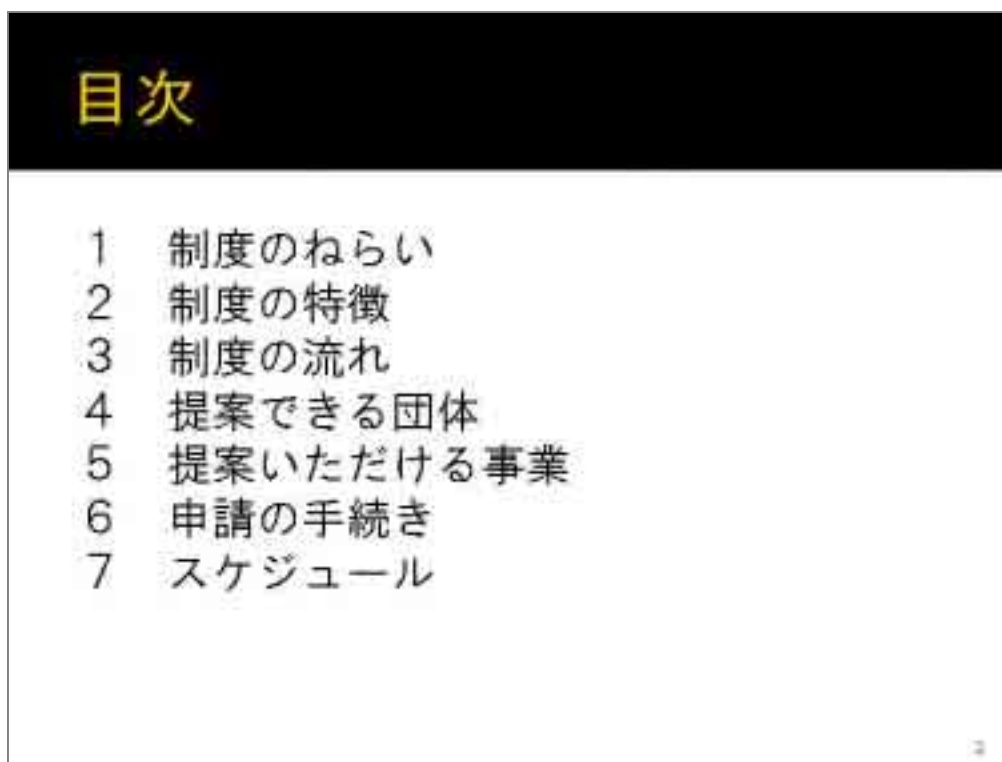 目次
1 制度のねらい
2 制度の特徴
3 制度の流れ
4 提案できる団体
5 提案いただける事業
6 申請の手続き
7 スケジュール
2